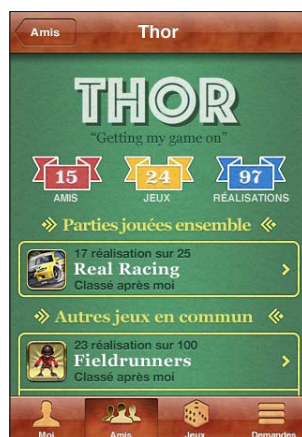 Amis
Thor
THOR
“Getting my game on”
15
24
97
AMIS
JEUX
RÉALISATIONS
Parties jouées ensemble
17 réalisation sur 25
Real Racing
Classé après moi
Autres jeux en commun
23 réalisation sur 100
Fieldrunners
Classé après moi
Moi
Amis
Jeux
Demandes